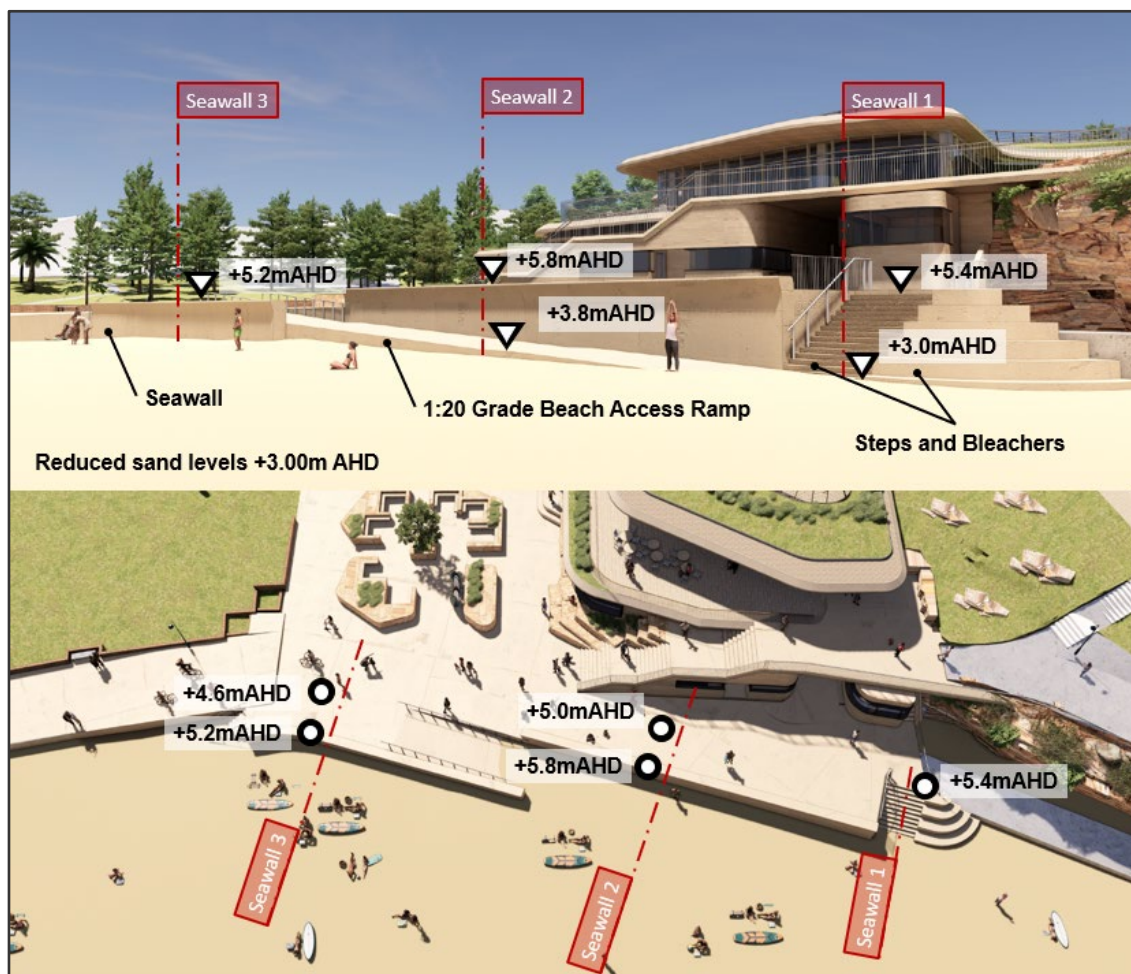 Seawall 3
Seawall 2
Seawall 1
+5.2mAHD
+5.8mAHD
+5.4mAHD
+3.8mAHD
+3.0mAHD
Seawall
1:20 Grade Beach Access Ramp
Steps and Bleachers
Reduced sand levels +3.00m AHD
+4.6mAHD
+5.0mAHD
+5.2mAHD
+5.8mAHD
+5.4mAHD
Seawall 3
Seawall 2
Seawall 1